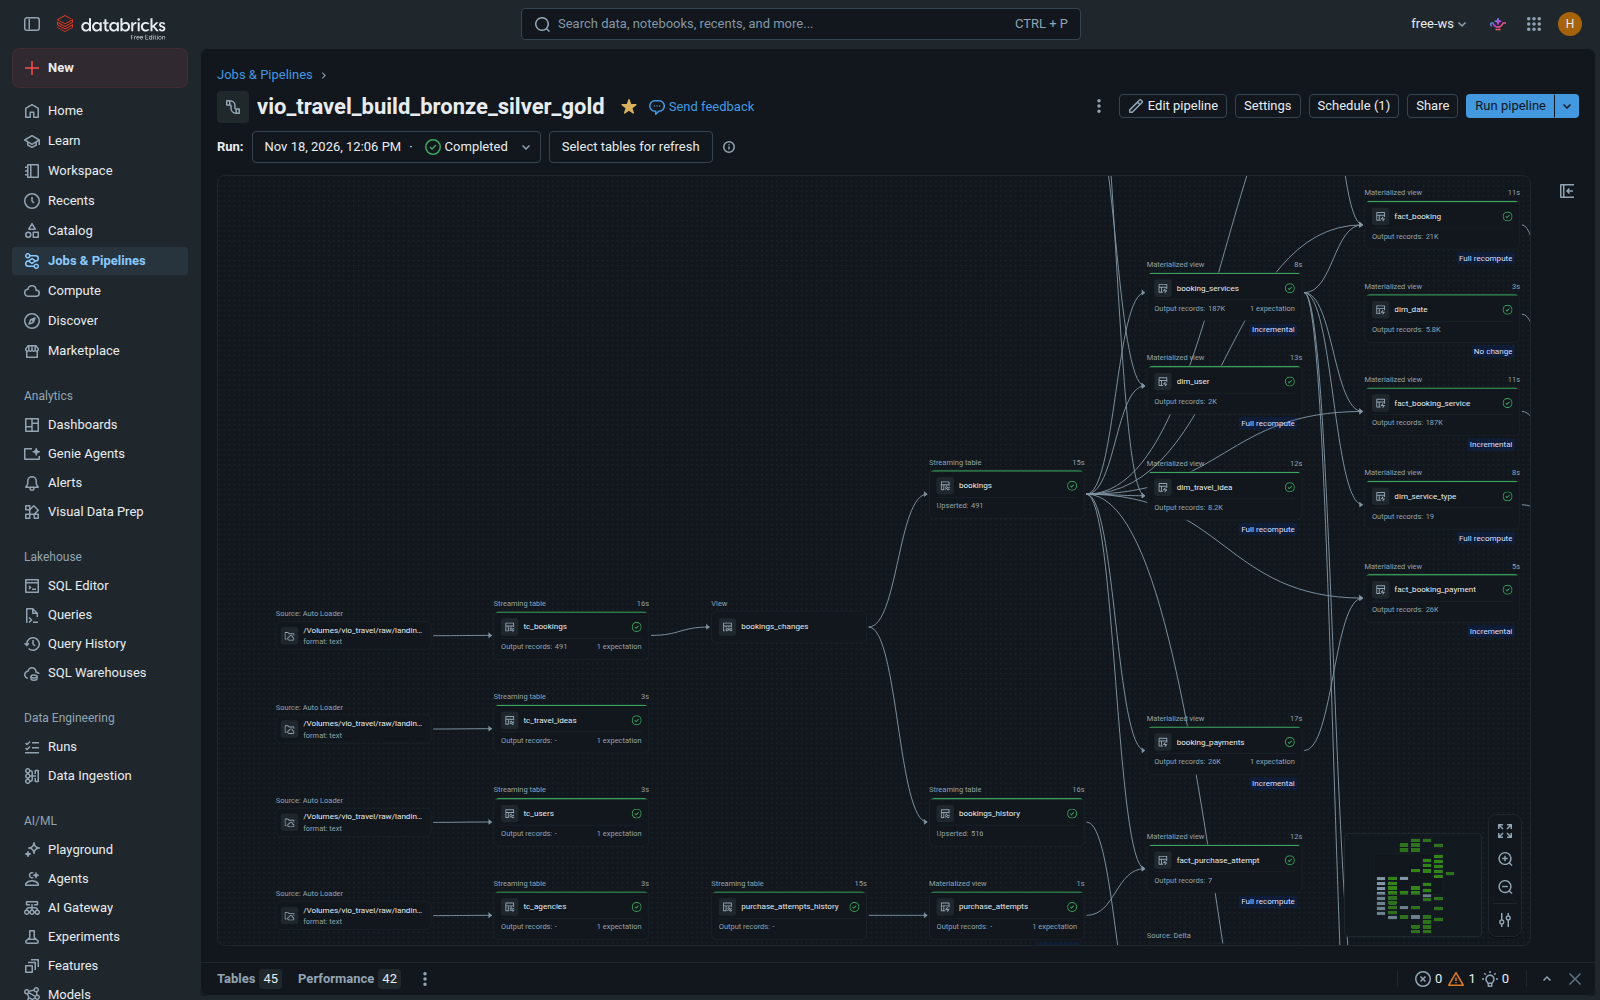 databricks
Free Edition
Search data, notebooks, recents, and more...
CTRL + P
free-ws
H
New
Home
Learn
Workspace
Recents
Catalog
Jobs & Pipelines
Compute
Discover
Marketplace
Analytics
Dashboards
Genie Agents
Alerts
Visual Data Prep
Lakehouse
SQL Editor
Queries
Query History
SQL Warehouses
Data Engineering
Runs
Data Ingestion
AI/ML
Playground
Agents
AI Gateway
Experiments
Features
Models
Jobs & Pipelines
vio_travel_build_bronze_silver_gold
Send feedback
Edit pipeline
Settings
Schedule (1)
Share
Run pipeline
Run:
Nov 18, 2026, 12:06 PM · Completed
Select tables for refresh
Source: Auto Loader
/Volumes/vio_travel/raw/landin...
format: text
Source: Auto Loader
/Volumes/vio_travel/raw/landin...
format: text
Source: Auto Loader
/Volumes/vio_travel/raw/landin...
format: text
Source: Auto Loader
/Volumes/vio_travel/raw/landin...
format: text
Streaming table 16s
tc_bookings
Output records: 491 1 expectation
Streaming table 3s
tc_travel_ideas
Output records: - 1 expectation
Streaming table 3s
tc_users
Output records: - 1 expectation
Streaming table 3s
tc_agencies
Output records: - 1 expectation
View
bookings_changes
Streaming table 15s
purchase_attempts_history
Output records: -
Streaming table 15s
bookings
Upserted: 491
Streaming table 16s
bookings_history
Upserted: 516
Materialized view 1s
purchase_attempts
Output records: - 1 expectation
Materialized view 8s
booking_services
Output records: 187K 1 expectation
Incremental
Materialized view 13s
dim_user
Output records: 2K
Full recompute
Materialized view 12s
dim_travel_idea
Output records: 8.2K
Full recompute
Materialized view 17s
booking_payments
Output records: 26K 1 expectation
Incremental
Materialized view 12s
fact_purchase_attempt
Output records: 7
Full recompute
Source: Delta
Materialized view 11s
fact_booking
Output records: 21K
Full recompute
Materialized view 3s
dim_date
Output records: 5.8K
No change
Materialized view 11s
fact_booking_service
Output records: 187K
Incremental
Materialized view 8s
dim_service_type
Output records: 19
Full recompute
Materialized view 5s
fact_booking_payment
Output records: 26K
Incremental
Tables 45
Performance 42
0 1 0